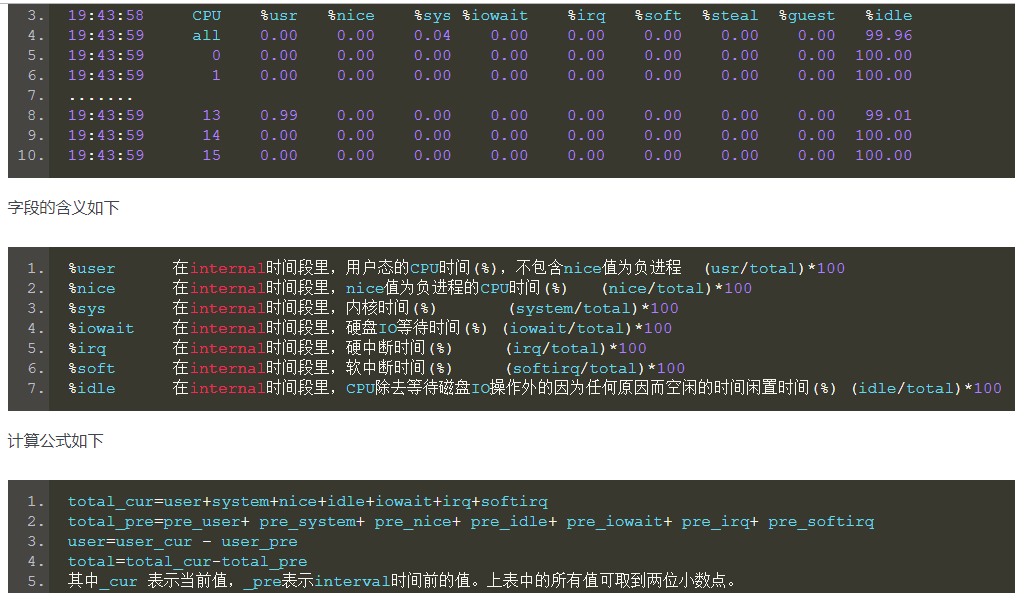 3. 19:43:58 CPU %usr %nice %sys %iowait %irq %soft %steal %guest %idle
4. 19:43:59 all 0.00 0.00 0.04 0.00 0.00 0.00 0.00 0.00 99.96
5. 19:43:59 0 0.00 0.00 0.00 0.00 0.00 0.00 0.00 0.00 100.00
6. 19:43:59 1 0.00 0.00 0.00 0.00 0.00 0.00 0.00 0.00 100.00
7. .......
8. 19:43:59 13 0.99 0.00 0.00 0.00 0.00 0.00 0.00 0.00 99.01
9. 19:43:59 14 0.00 0.00 0.00 0.00 0.00 0.00 0.00 0.00 100.00
10. 19:43:59 15 0.00 0.00 0.00 0.00 0.00 0.00 0.00 0.00 100.00
字段的含义如下
1. %user 在internal时间段里，用户态的CPU时间(%)，不包含nice值为负进程 (usr/total)*100
2. %nice 在internal时间段里，nice值为负进程的CPU时间(%) (nice/total)*100
3. %sys 在internal时间段里，内核时间(%) (system/total)*100
4. %iowait 在internal时间段里，硬盘IO等待时间(%) (iowait/total)*100
5. %irq 在internal时间段里，硬中断时间(%) (irq/total)*100
6. %soft 在internal时间段里，软中断时间(%) (softirq/total)*100
7. %idle 在internal时间段里，CPU除去等待磁盘IO操作外的因为任何原因而空闲的时间闲置时间(%) (idle/total)*100
计算公式如下
1. total_cur=user+system+nice+idle+iowait+irq+softirq
2. total_pre=pre_user+ pre_system+ pre_nice+ pre_idle+ pre_iowait+ pre_irq+ pre_softirq
3. user=user_cur - user_pre
4. total=total_cur-total_pre
5. 其中_cur 表示当前值，_pre表示interval时间前的值。上表中的所有值可取到两位小数点。